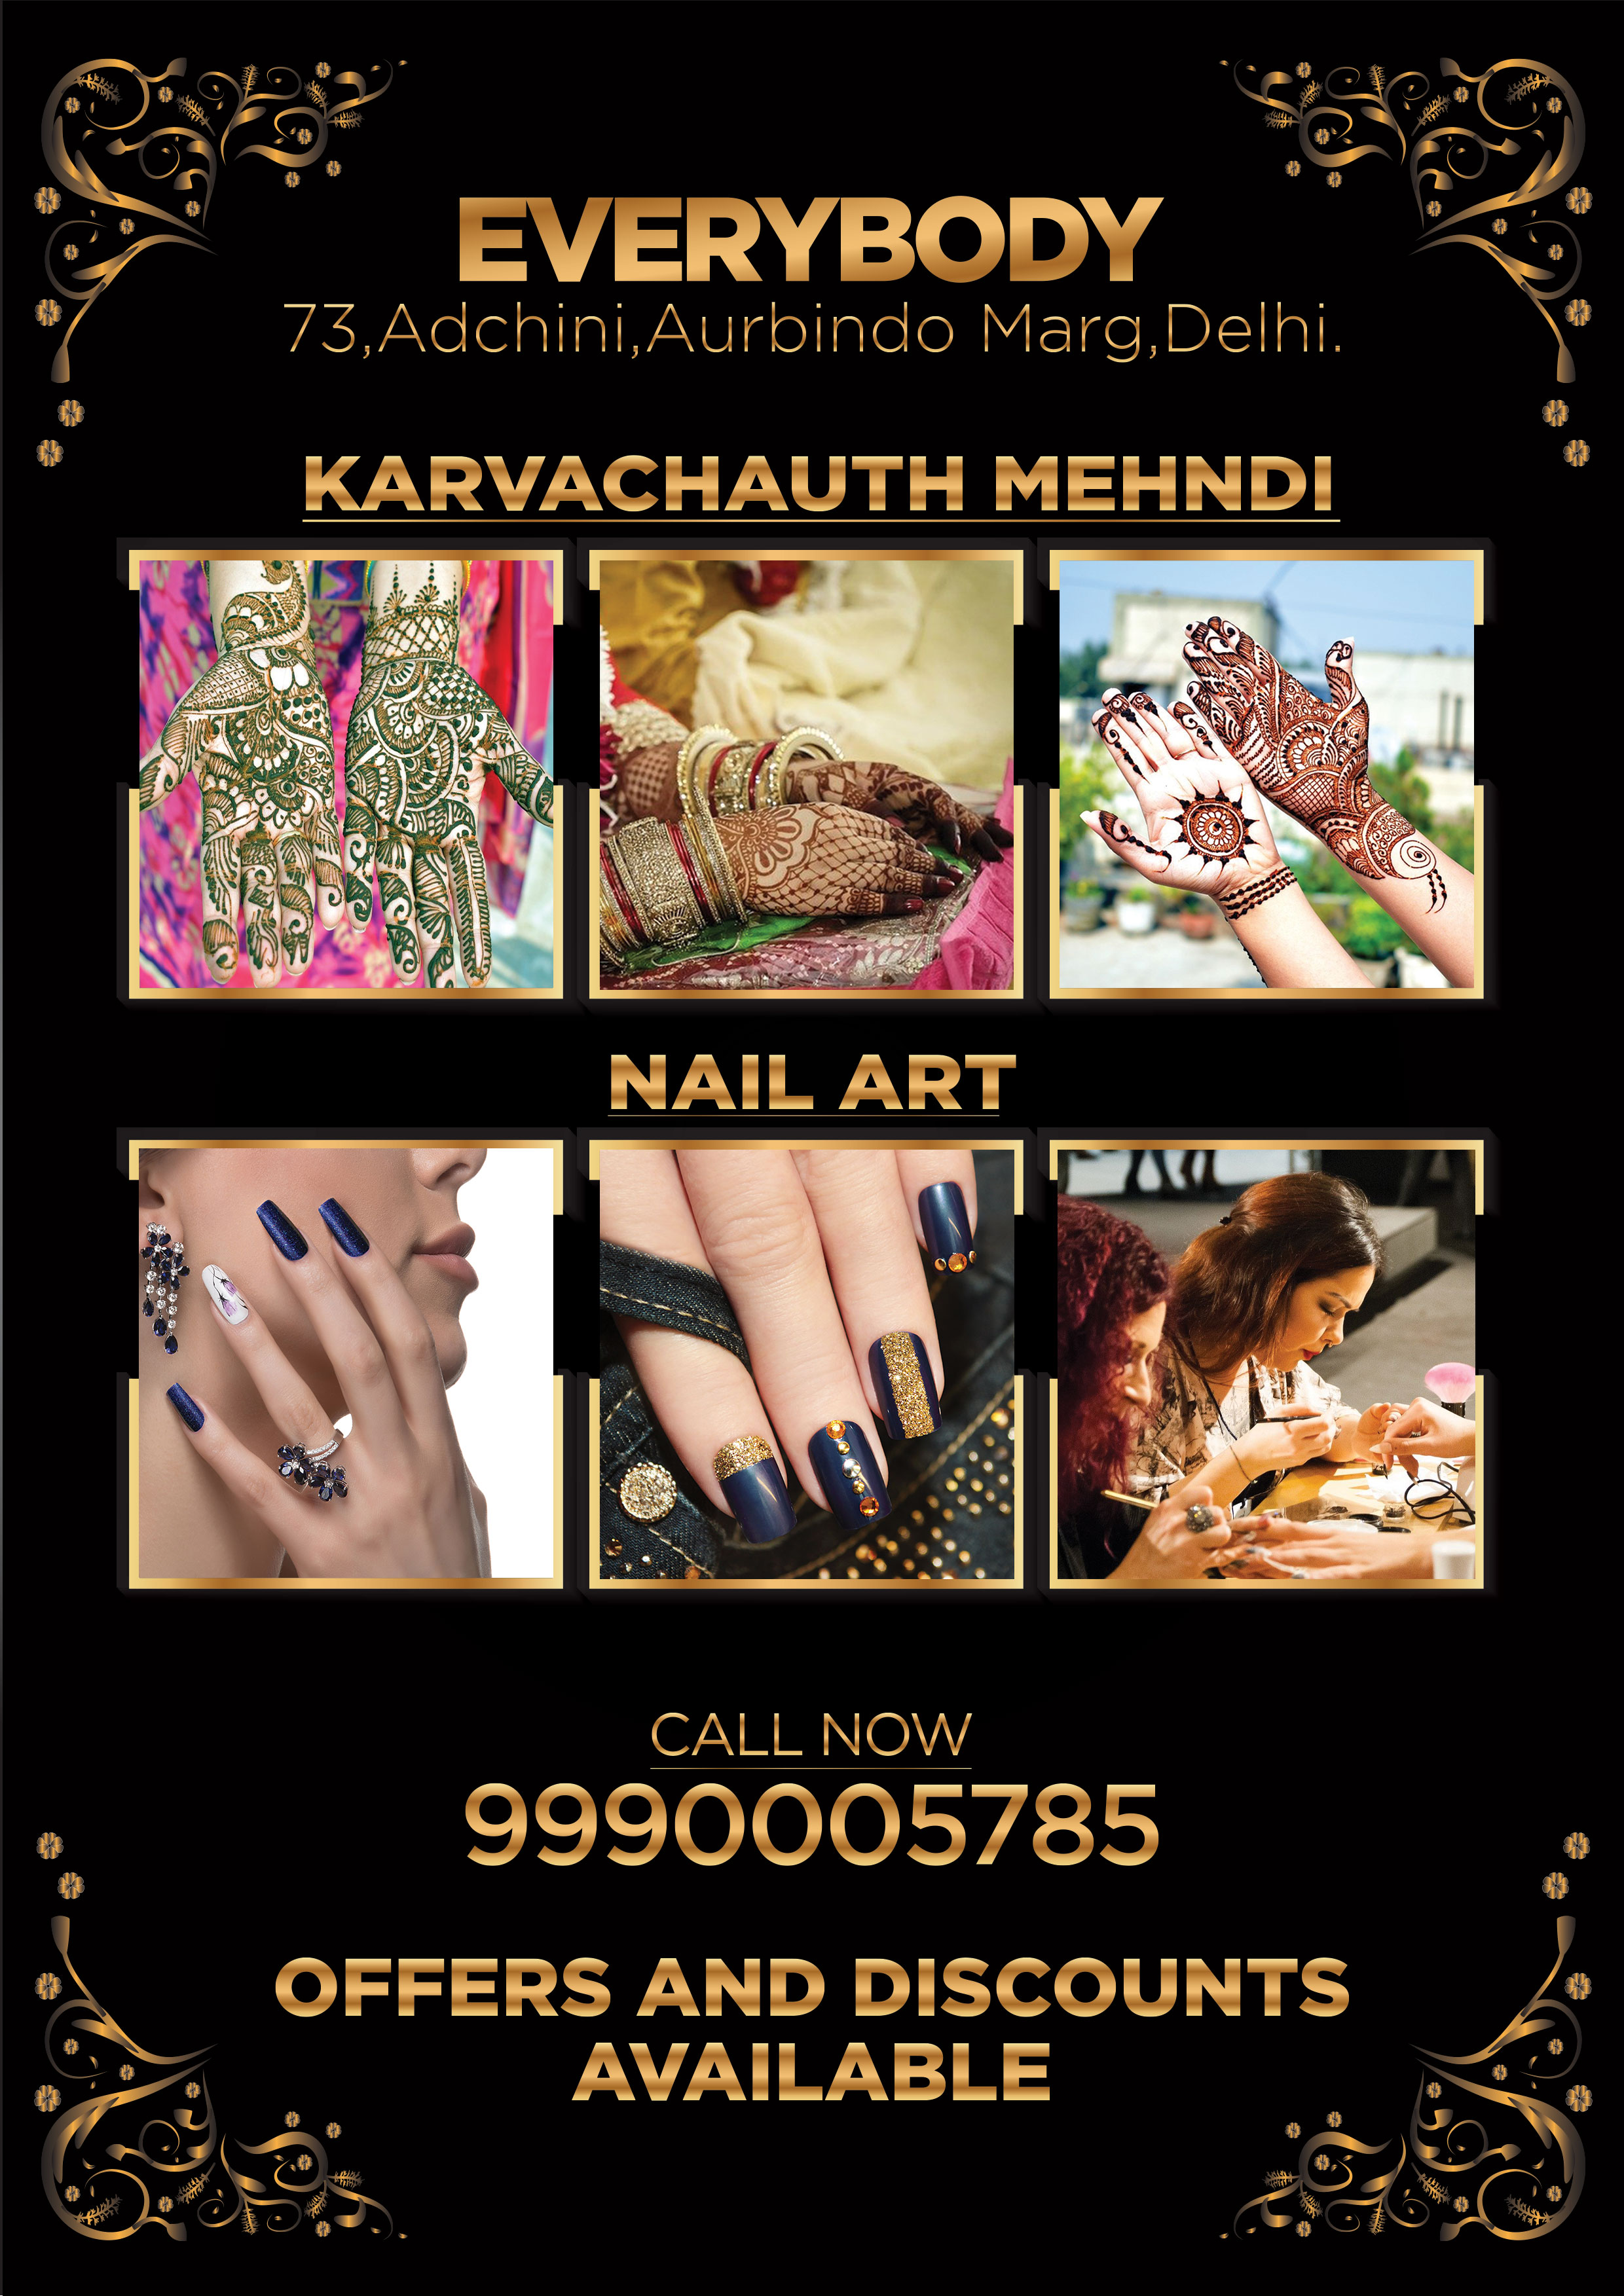 EVERYBODY
73,Adchini,Aurbindo Marg,Delhi.
KARVACHAUTH MEHNDI
NAIL ART
CALL NOW
9990005785
OFFERS AND DISCOUNTS
AVAILABLE